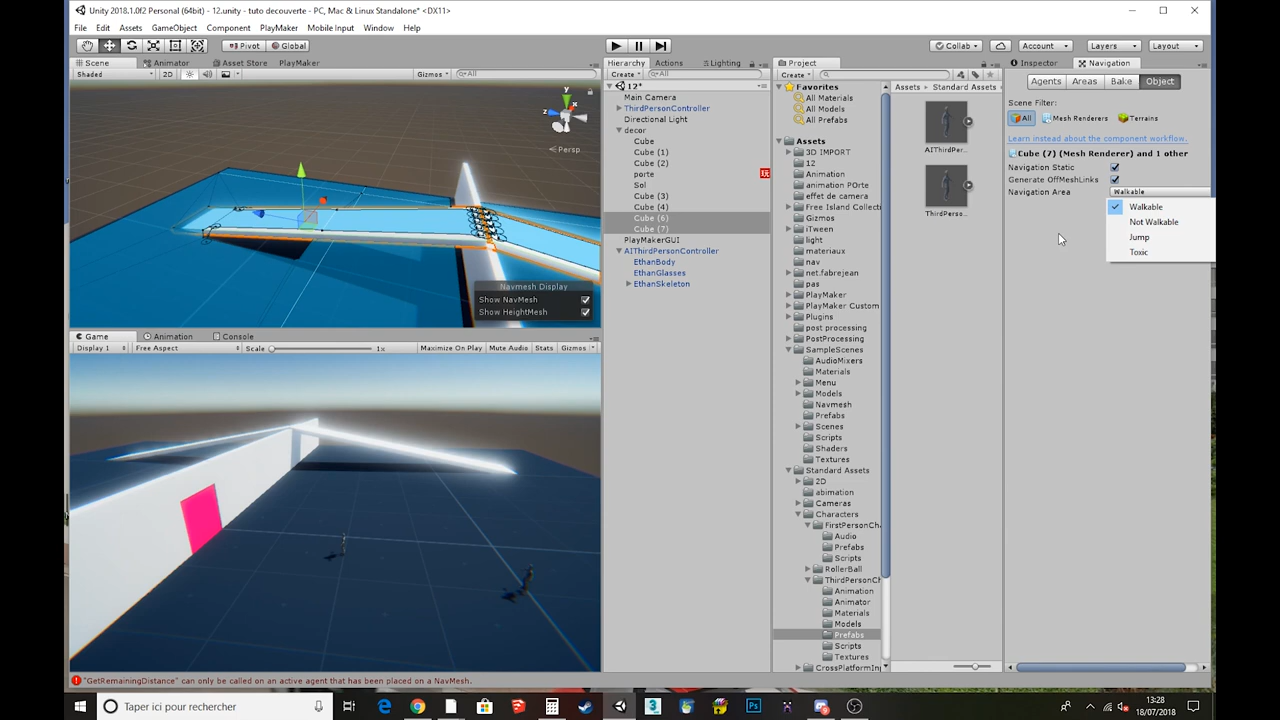 Unity 2018.1.0f2 Personal (64bit) - 12.unity - tuto decouverte - PC, Mac & Linux Standalone* <DX11>
File Edit Assets GameObject Component PlayMaker Mobile Input Window Help
Pivot Global Collab Account Layers Layout
Scene Animator Asset Store PlayMaker
Shaded 2D Gizmos All
y
x
z
Persp
Navmesh Display
Show NavMesh
Show HeightMesh
Game Animation Console
Display 1 Free Aspect Scale 1x Maximize On Play Mute Audio Stats Gizmos
Hierarchy Actions Lighting
Create All
12*
Main Camera
ThirdPersonController
Directional Light
decor
Cube
Cube (1)
Cube (2)
porte
Sol
Cube (3)
Cube (4)
Cube (6)
Cube (7)
PlayMakerGUI
AIThirdPersonController
EthanBody
EthanGlasses
EthanSkeleton
Project
Create
Favorites
All Materials
All Models
All Prefabs
Assets
3D IMPORT
12
Animation
animation POrte
effet de camera
Free Island Collecti
Gizmos
iTween
light
materiaux
nav
net.fabrejean
pas
PlayMaker
PlayMaker Custom
Plugins
post processing
PostProcessing
SampleScenes
AudioMixers
Materials
Menu
Models
Navmesh
Prefabs
Scenes
Scripts
Shaders
Textures
Standard Assets
2D
abimation
Cameras
Characters
FirstPersonCha
Audio
Prefabs
Scripts
RollerBall
ThirdPersonCh
Animation
Animator
Materials
Models
Prefabs
Scripts
Textures
CrossPlatformInp
Assets Standard Assets
AIThirdPer...
ThirdPerso...
Inspector Navigation
Agents Areas Bake Object
Scene Filter:
All Mesh Renderers Terrains
Learn instead about the component workflow.
Cube (7) (Mesh Renderer) and 1 other
Navigation Static
Generate OffMeshLinks
Navigation Area Walkable
Walkable
Not Walkable
Jump
Toxic
"GetRemainingDistance" can only be called on an active agent that has been placed on a NavMesh.
Taper ici pour rechercher
13:28
18/07/2018